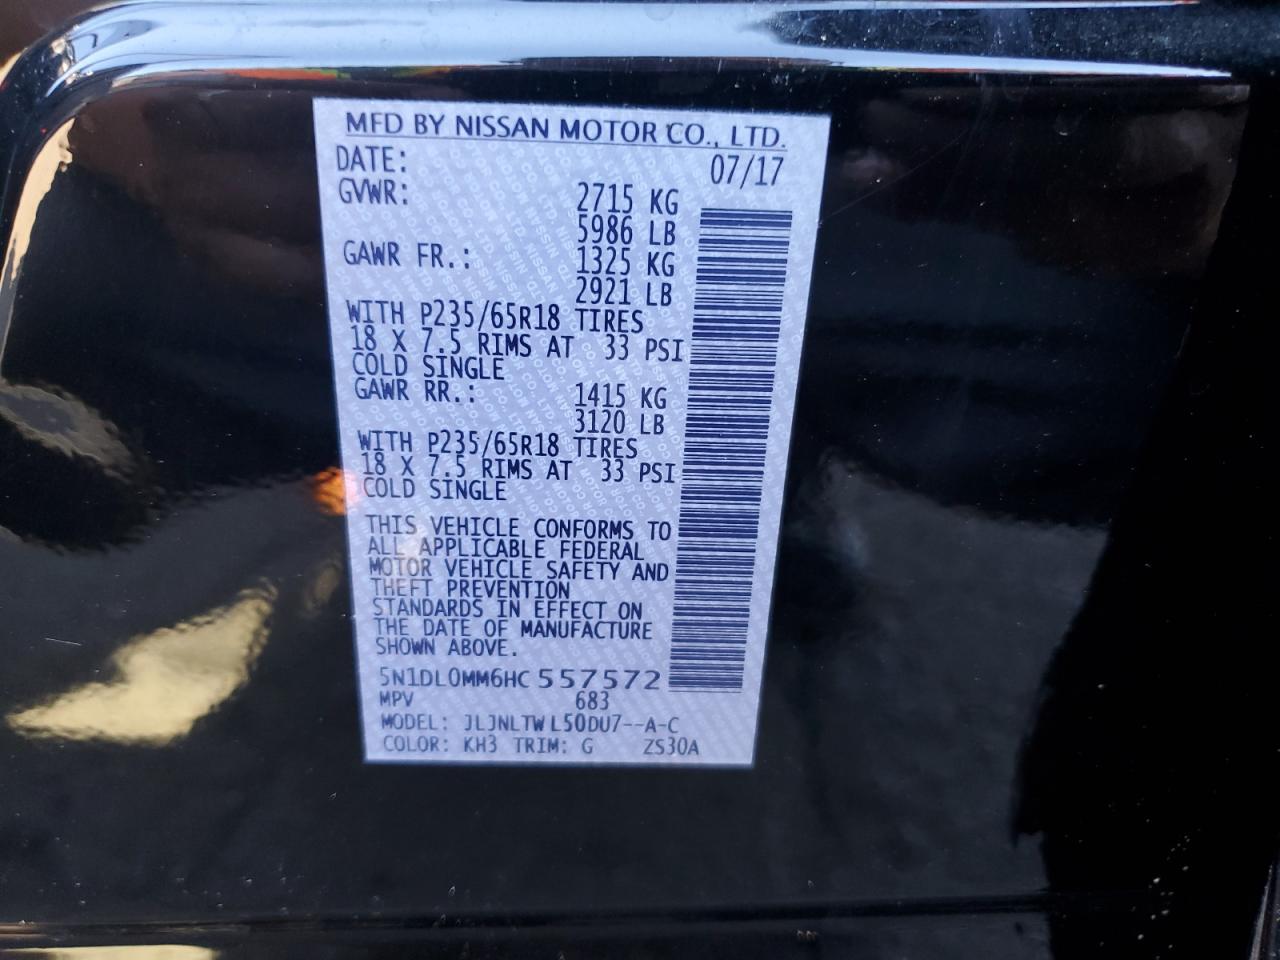 MFD BY NISSAN MOTOR CO., LTD.
DATE: 07/17
GVWR: 2715 KG
5986 LB
GAWR FR.: 1325 KG
2921 LB
WITH P235/65R18 TIRES
18 X 7.5 RIMS AT 33 PSI
COLD SINGLE
GAWR RR.: 1415 KG
3120 LB
WITH P235/65R18 TIRES
18 X 7.5 RIMS AT 33 PSI
COLD SINGLE
THIS VEHICLE CONFORMS TO
ALL APPLICABLE FEDERAL
MOTOR VEHICLE SAFETY AND
THEFT PREVENTION
STANDARDS IN EFFECT ON
THE DATE OF MANUFACTURE
SHOWN ABOVE.
5N1DL0MM6HC557572
MPV 683
MODEL: JLJNLTWL50DU7--A-C
COLOR: KH3 TRIM: G ZS30A